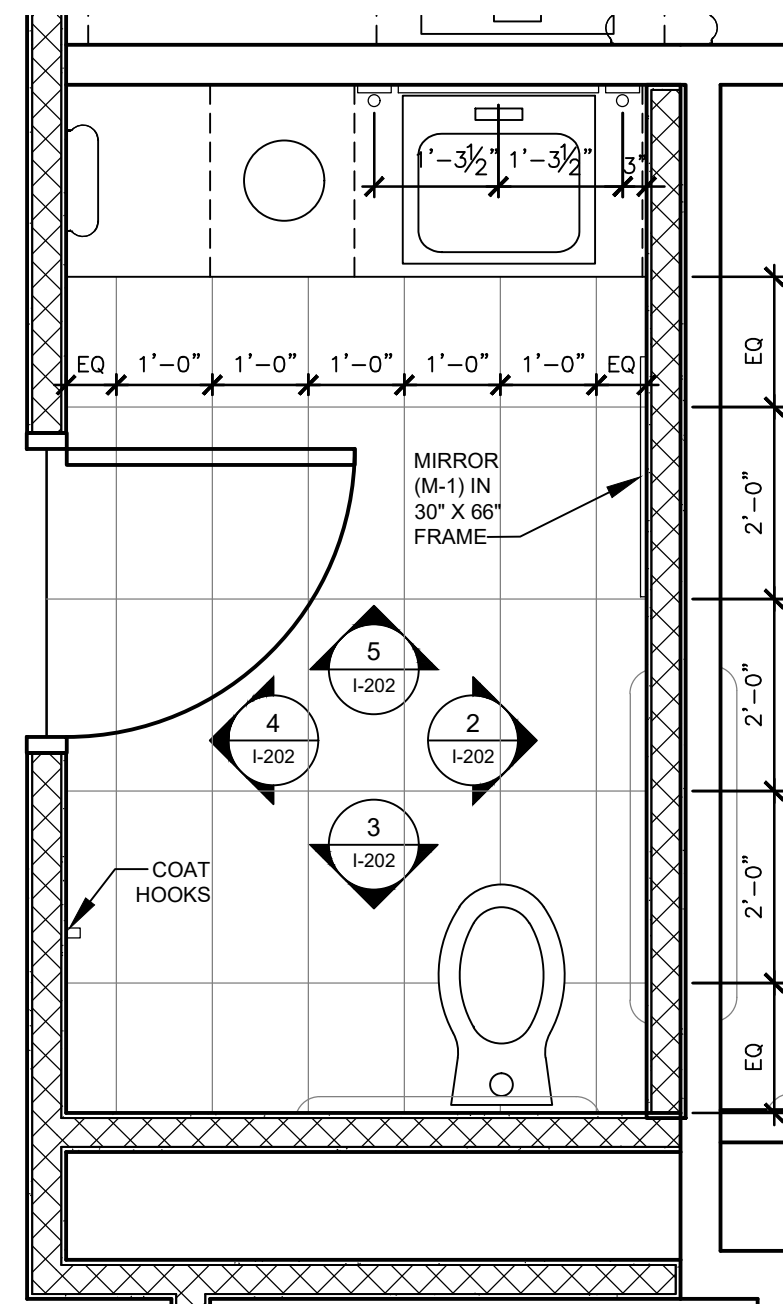 1'-3½" 1'-3½" 3"
EQ 1'-0" 1'-0" 1'-0" 1'-0" 1'-0" EQ
EQ
MIRROR
(M-1) IN
30" X 66"
FRAME
2'-0"
5
I-202
4
I-202
2
I-202
2'-0"
3
I-202
COAT
HOOKS
2'-0"
EQ